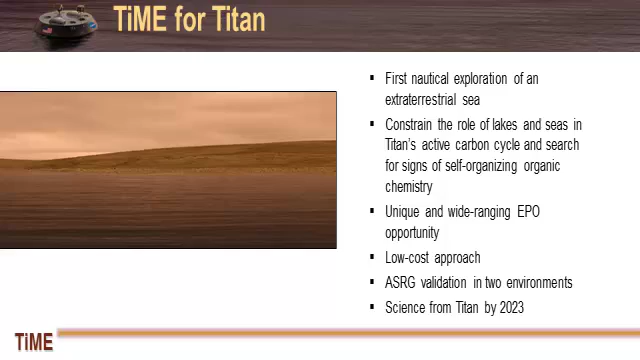 TiME for Titan
▪ First nautical exploration of an
extraterrestrial sea
▪ Constrain the role of lakes and seas in
Titan's active carbon cycle and search
for signs of self-organizing organic
chemistry
▪ Unique and wide-ranging EPO
opportunity
▪ Low-cost approach
▪ ASRG validation in two environments
▪ Science from Titan by 2023
TiME